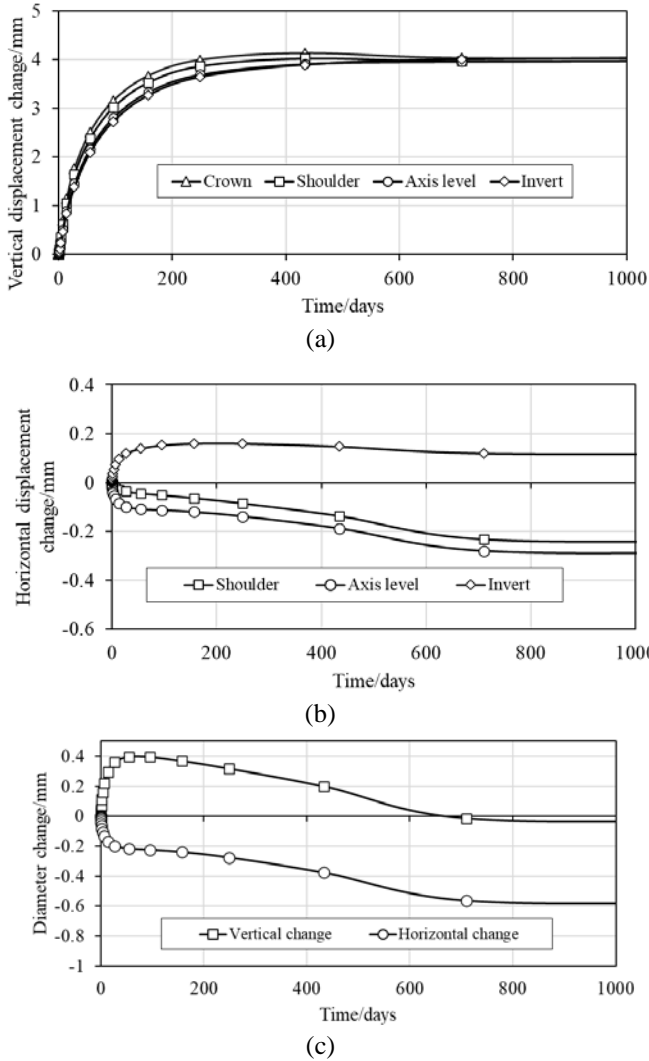 Vertical displacement change/mm
5
4
3
2
1
0
Crown Shoulder Axis level Invert
0 200 400 600 800 1000
Time/days
(a)
Horizontal displacement
change/mm
0.4
0.2
0
-0.2
-0.4
-0.6
Shoulder Axis level Invert
0 200 400 600 800 1000
Time/days
(b)
Diameter change/mm
0.4
0.2
0
-0.2
-0.4
-0.6
-0.8
-1
Vertical change Horizontal change
0 200 400 600 800 1000
Time/days
(c)